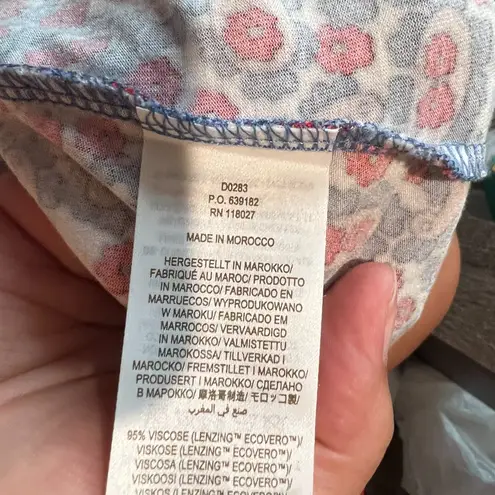 D0283
P.O. 639182
RN 118027
MADE IN MOROCCO
HERGESTELLT IN MAROKKO/
FABRIQUÉ AU MAROC/ PRODOTTO
IN MAROCCO/ FABRICADO EN
MARRUECOS/ WYPRODUKOWANO
W MAROKU/ FABRICADO EM
MARROCOS/ VERVAARDIGD
IN MAROKKO/ VALMISTETTU
MAROKOSSA/ TILLVERKAD I
MAROCKO/ FREMSTILLET I MAROKKO/
PRODUSERT I MAROKKO/ СДЕЛАНО
В МАРОККО/ 摩洛哥制造/ モロッコ製/
صنع في المغرب
95% VISCOSE (LENZING™ ECOVERO™)/
VISKOSE (LENZING™ ECOVERO™)/
VISCOSA (LENZING™ ECOVERO™)/
VISKOOSI (LENZING™ ECOVERO™)/
VISKOS (LENZING™ ECOVERO™)/